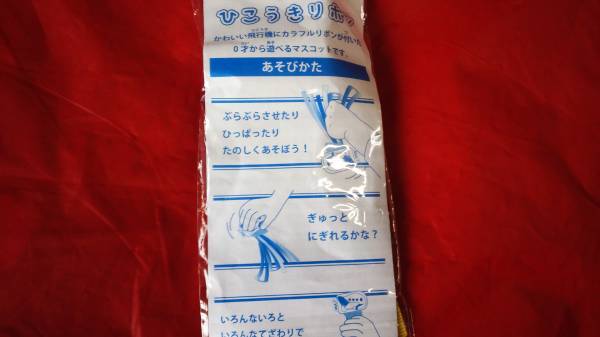 ひこうきリボン
かわいい飛行機にカラフルリボンが付いた
0才から遊べるマスコットです。
あそびかた
ぶらぶらさせたり
ひっぱったり
たのしくあそぼう！
ぎゅっと
にぎれるかな？
いろんないろと
いろんなてざわりで